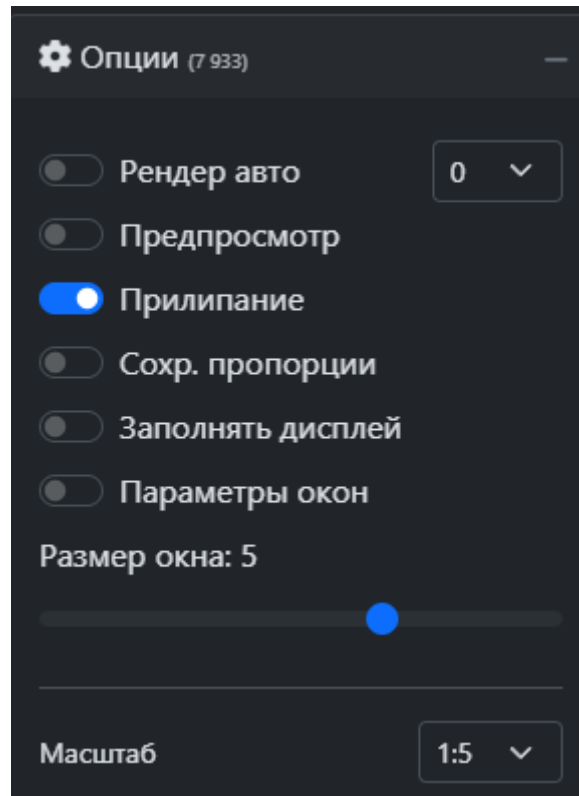 Опции (7 933)
Рендер авто 0
Предпросмотр
Прилипание
Сохр. пропорции
Заполнять дисплей
Параметры окон
Размер окна: 5
Масштаб 1:5